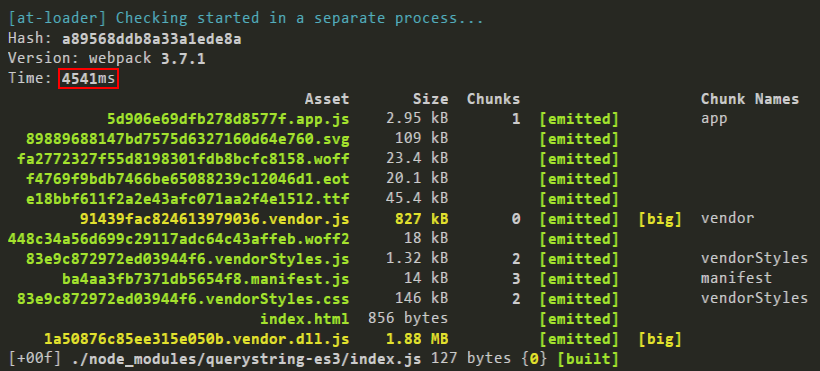 [at-loader] Checking started in a separate process...
Hash: a89568ddb8a33a1ede8a
Version: webpack 3.7.1
Time: 4541ms
Asset Size Chunks Chunk Names
5d906e69dfb278d8577f.app.js 2.95 kB 1 [emitted] app
89889688147bd7575d6327160d64e760.svg 109 kB [emitted]
fa2772327f55d8198301fdb8bcfc8158.woff 23.4 kB [emitted]
f4769f9bdb7466be65088239c12046d1.eot 20.1 kB [emitted]
e18bbf611f2a2e43afc071aa2f4e1512.ttf 45.4 kB [emitted]
91439fac824613979036.vendor.js 827 kB 0 [emitted] [big] vendor
448c34a56d699c29117adc64c43affeb.woff2 18 kB [emitted]
83e9c872972ed03944f6.vendorStyles.js 1.32 kB 2 [emitted] vendorStyles
ba4aa3fb7371db5654f8.manifest.js 14 kB 3 [emitted] manifest
83e9c872972ed03944f6.vendorStyles.css 146 kB 2 [emitted] vendorStyles
index.html 856 bytes [emitted]
1a50876c85ee315e050b.vendor.dll.js 1.88 MB [emitted] [big]
[+00f] ./node_modules/querystring-es3/index.js 127 bytes {0} [built]